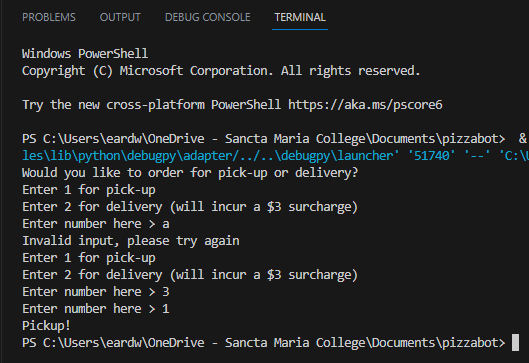 PROBLEMS OUTPUT DEBUG CONSOLE TERMINAL
Windows PowerShell
Copyright (C) Microsoft Corporation. All rights reserved.
Try the new cross-platform PowerShell https://aka.ms/pscore6
PS C:\Users\eardw\OneDrive - Sancta Maria College\Documents\pizzabot>  &
les\lib\python\debugpy\adapter/../..\debugpy\launcher' '51740' '--' 'C:\U
Would you like to order for pick-up or delivery?
Enter 1 for pick-up
Enter 2 for delivery (will incur a $3 surcharge)
Enter number here > a
Invalid input, please try again
Enter 1 for pick-up
Enter 2 for delivery (will incur a $3 surcharge)
Enter number here > 3
Enter number here > 1
Pickup!
PS C:\Users\eardw\OneDrive - Sancta Maria College\Documents\pizzabot>